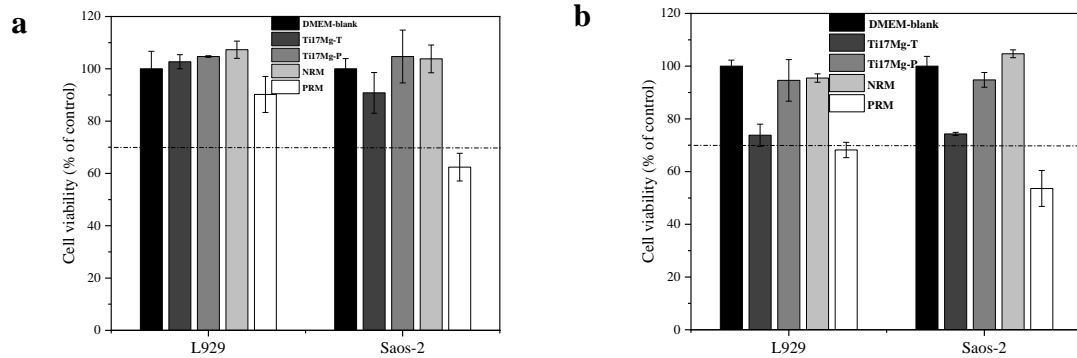 a
Cell viability (% of control)
120
100
80
60
40
20
0
DMEM-blank
Ti17Mg-T
Ti17Mg-P
NRM
PRM
L929
Saos-2
b
Cell viability (% of control)
120
100
80
60
40
20
0
DMEM-blank
Ti17Mg-T
Ti17Mg-P
NRM
PRM
L929
Saos-2